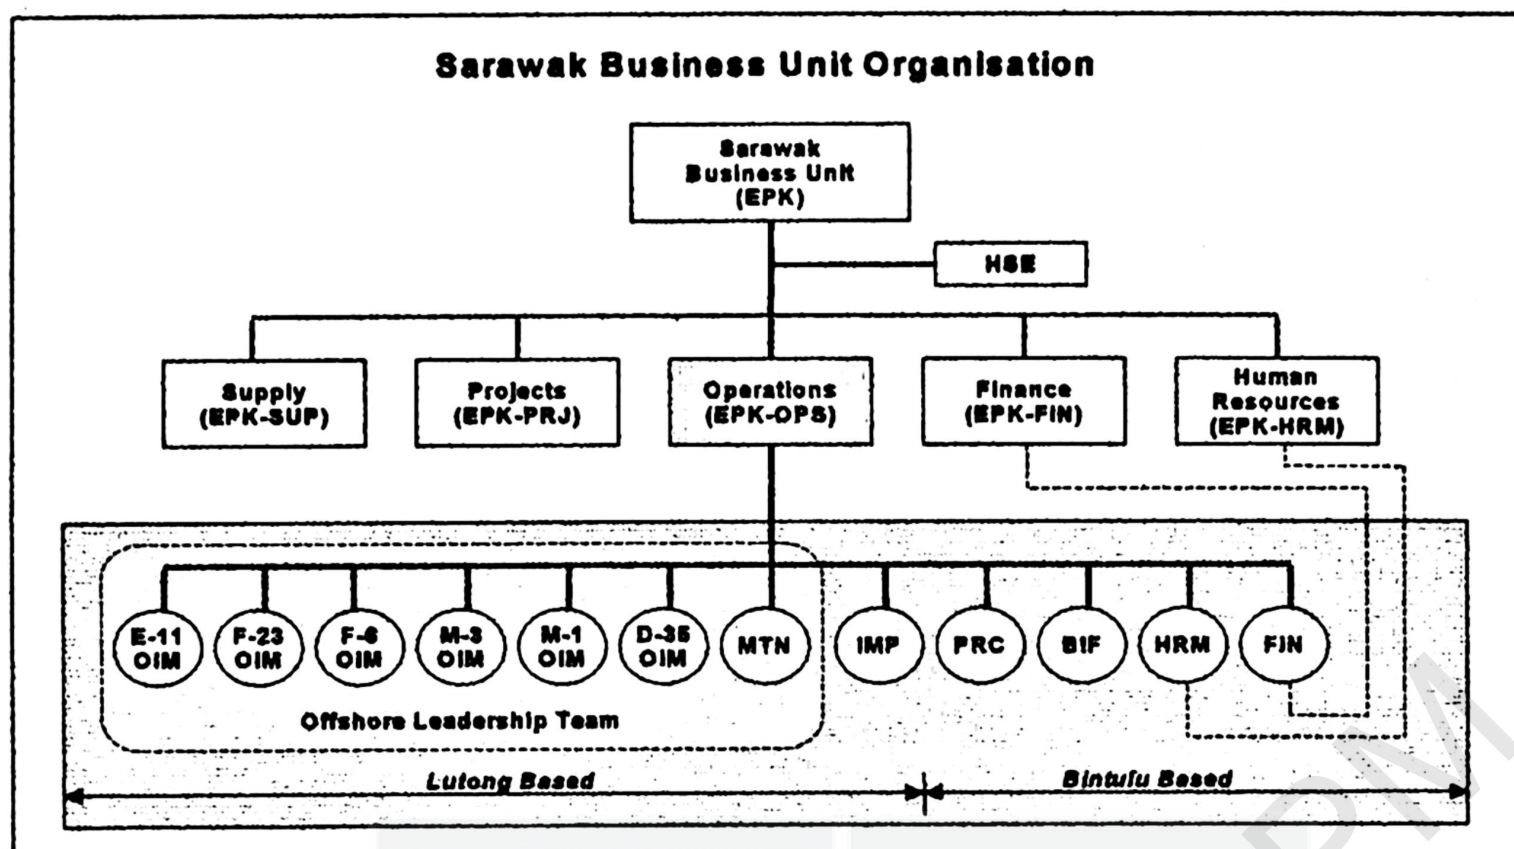 Sarawak Business Unit Organisation
Sarawak
Business Unit
(EPK)
HSE
Supply
(EPK-SUP)
Projects
(EPK-PRJ)
Operations
(EPK-OPS)
Finance
(EPK-FIN)
Human
Resources
(EPK-HRM)
E-11
OIM
F-23
OIM
F-6
OIM
M-3
OIM
M-1
OIM
D-35
OIM
MTN
IMP
PRC
BIF
HRM
FIN
Offshore Leadership Team
Lutong Based
Bintulu Based
PM